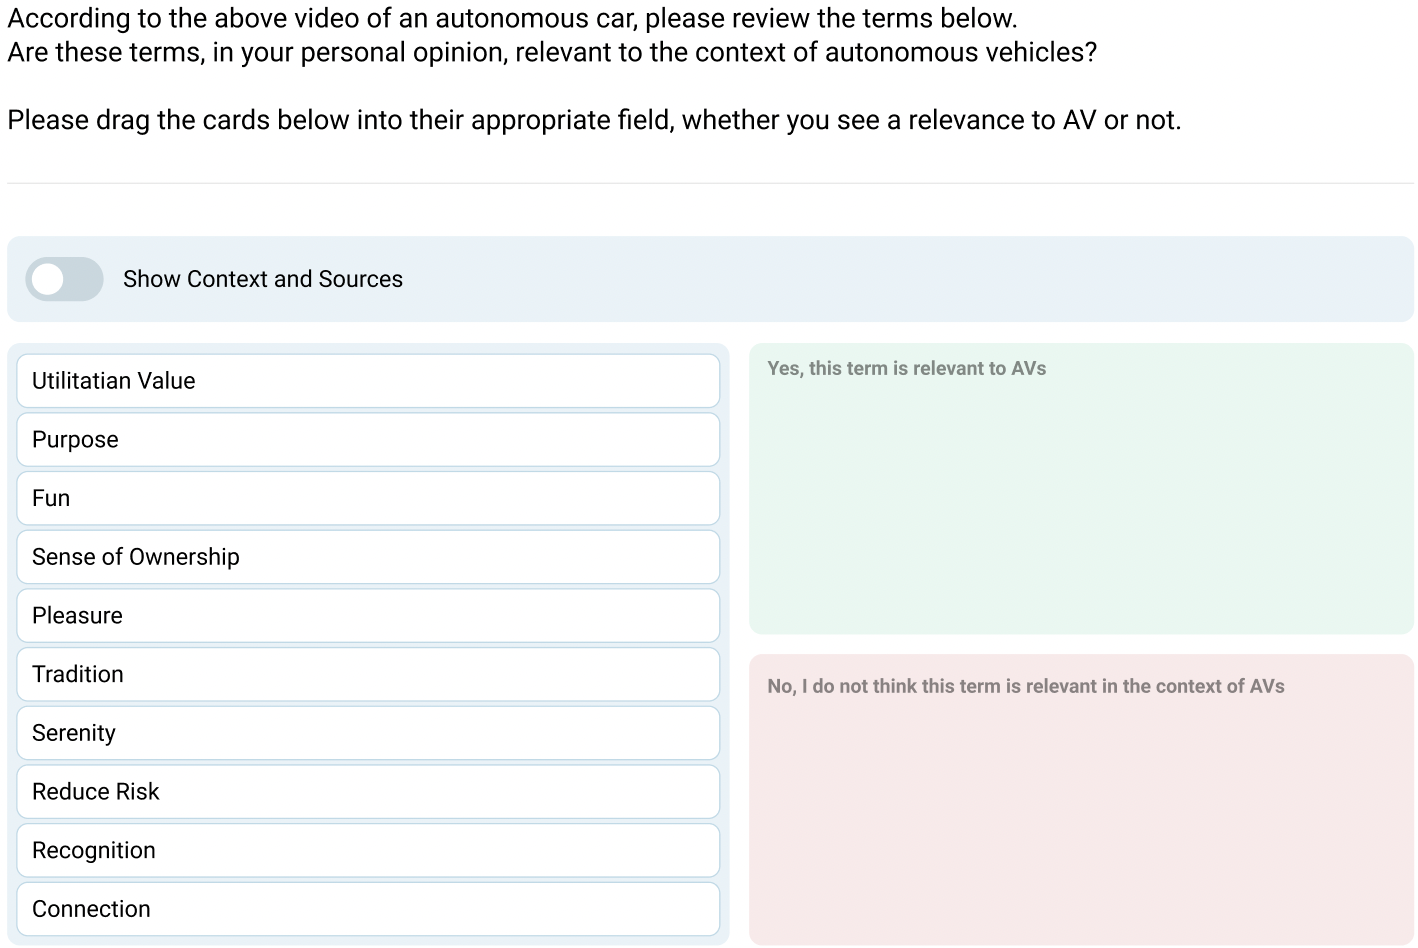 According to the above video of an autonomous car, please review the terms below.
Are these terms, in your personal opinion, relevant to the context of autonomous vehicles?
Please drag the cards below into their appropriate field, whether you see a relevance to AV or not.
Show Context and Sources
Utilitatian Value
Purpose
Fun
Sense of Ownership
Pleasure
Tradition
Serenity
Reduce Risk
Recognition
Connection
Yes, this term is relevant to AVs
No, I do not think this term is relevant in the context of AVs